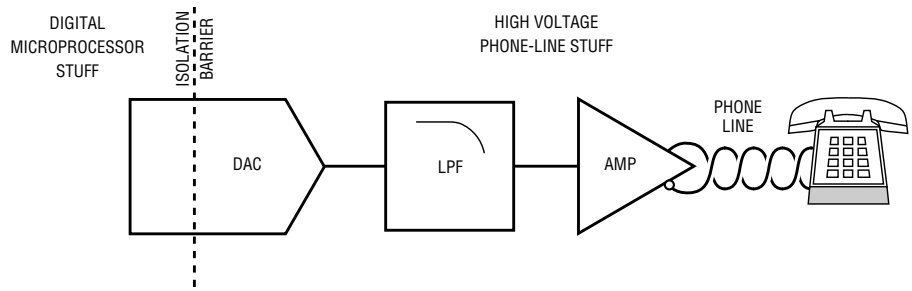 DIGITAL
MICROPROCESSOR
STUFF
ISOLATION
BARRIER
HIGH VOLTAGE
PHONE-LINE STUFF
DAC
LPF
AMP
PHONE
LINE